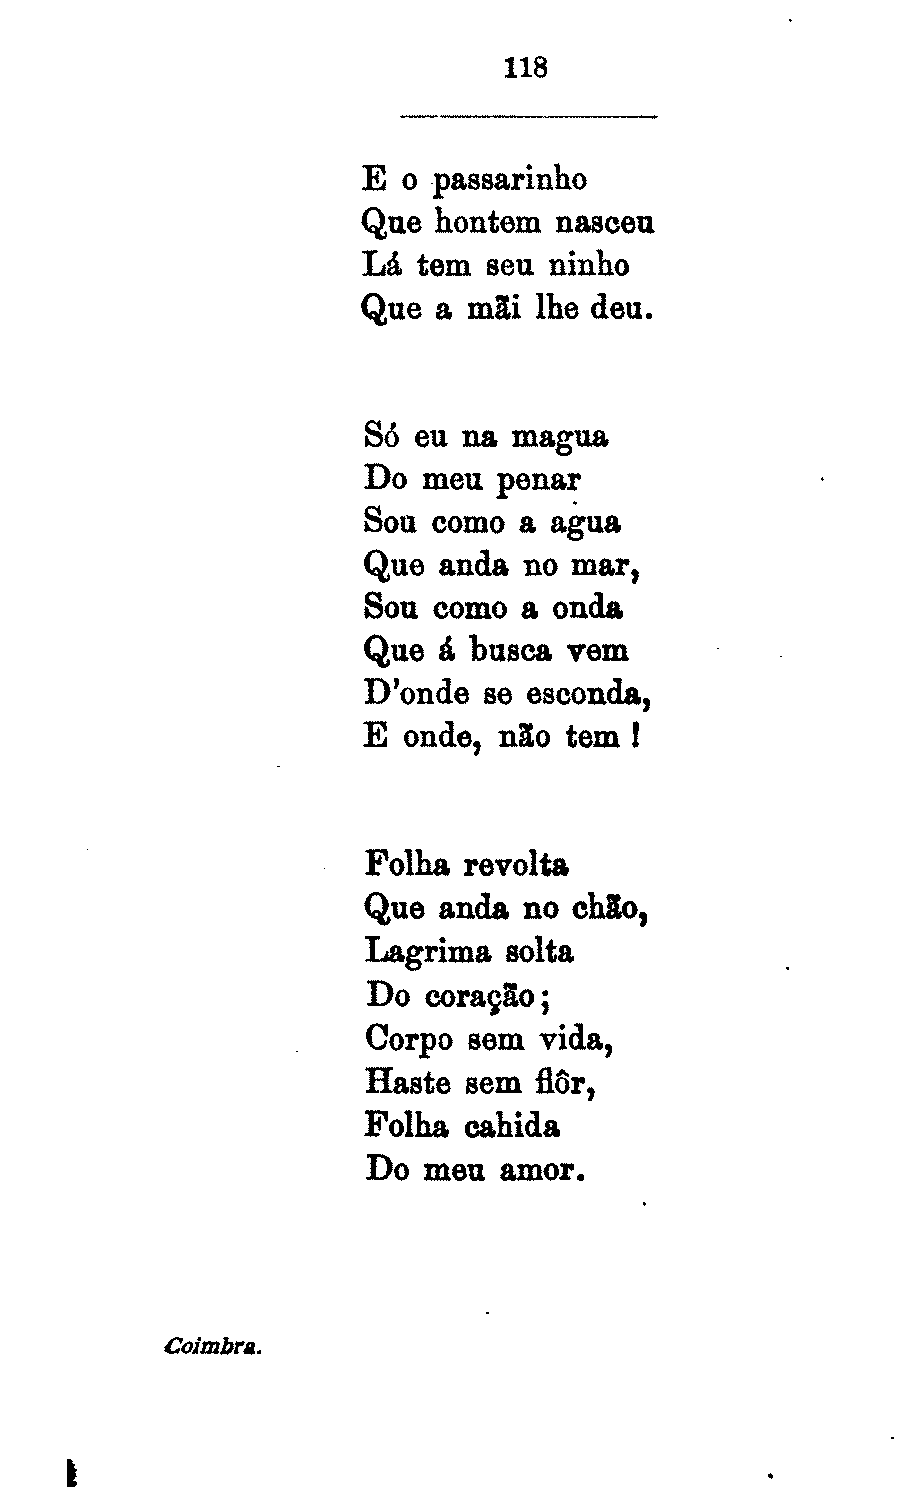 118
E o passarinho
Que hontem nasceu
Lá tem seu ninho
Que a mãi lhe deu.
Só eu na magua
Do meu penar
Sou como a agua
Que anda no mar,
Sou como a onda
Que á busca vem
D'onde se esconda,
E onde, não tem !
Folha revolta
Que anda no chão,
Lagrima solta
Do coração;
Corpo sem vida,
Haste sem flôr,
Folha cahida
Do meu amor.
Coimbra.